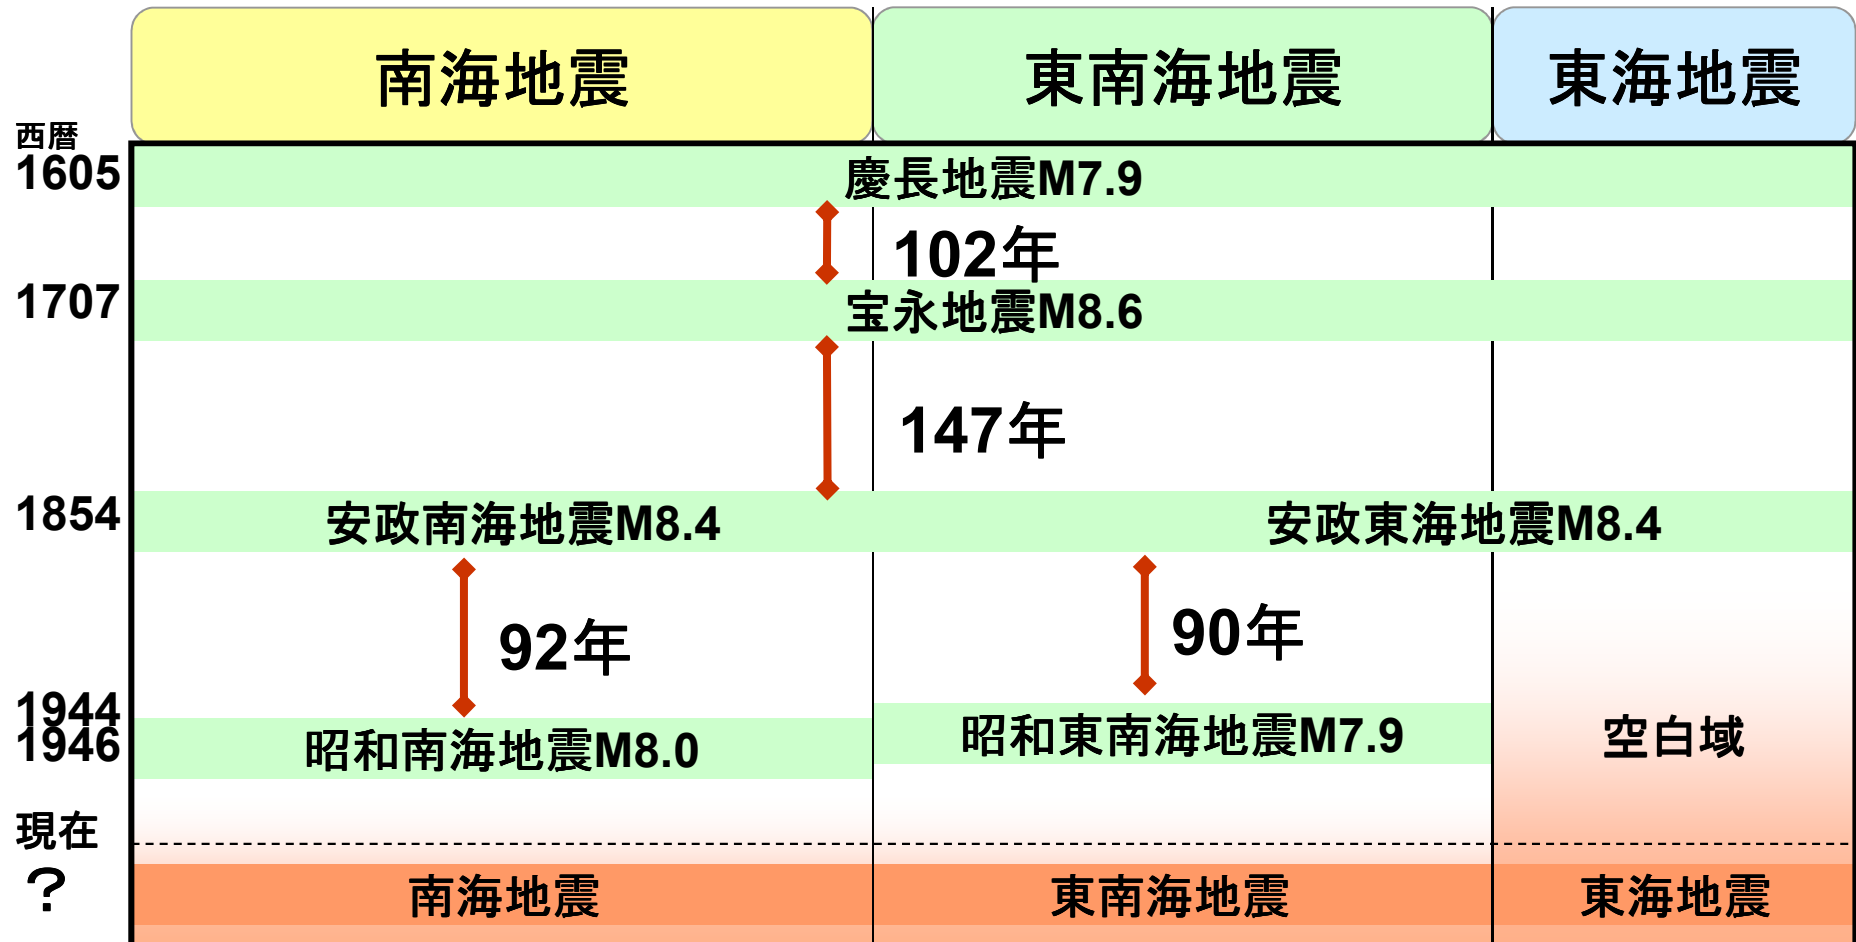 南海地震
東南海地震
東海地震
西暦
1605
慶長地震M7.9
102年
1707
宝永地震M8.6
147年
1854
安政南海地震M8.4
安政東海地震M8.4
92年
90年
1944
1946
昭和南海地震M8.0
昭和東南海地震M7.9
空白域
現在
?
南海地震
東南海地震
東海地震